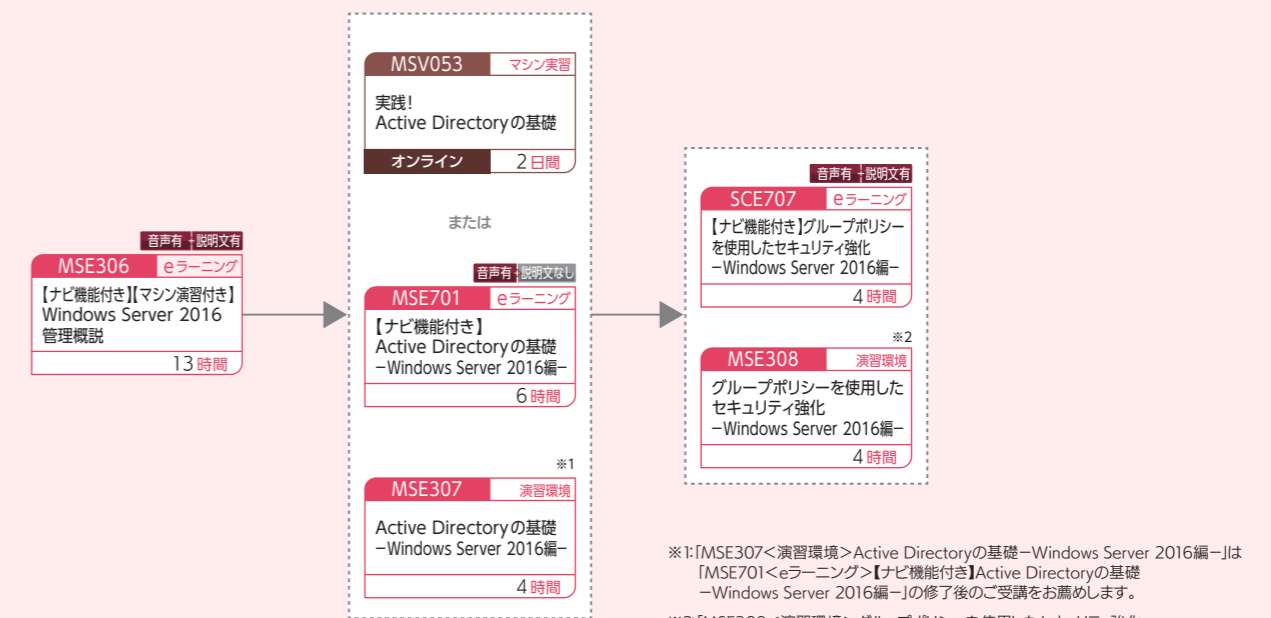 音声有 説明文有
MSE306 eラーニング
【ナビ機能付き】【マシン演習付き】
Windows Server 2016
管理概説
13時間
MSV053 マシン実習
実践！
Active Directoryの基礎
オンライン 2日間
または
音声有 説明文なし
MSE701 eラーニング
【ナビ機能付き】
Active Directoryの基礎
−Windows Server 2016編−
6時間
※1
MSE307 演習環境
Active Directoryの基礎
−Windows Server 2016編−
4時間
音声有 説明文有
SCE707 eラーニング
【ナビ機能付き】グループポリシー
を使用したセキュリティ強化
−Windows Server 2016編−
4時間
※2
MSE308 演習環境
グループポリシーを使用した
セキュリティ強化
−Windows Server 2016編−
4時間
※1:「MSE307＜演習環境＞Active Directoryの基礎−Windows Server 2016編−」は
「MSE701＜eラーニング＞【ナビ機能付き】Active Directoryの基礎
−Windows Server 2016編−」の修了後のご受講をお薦めします。